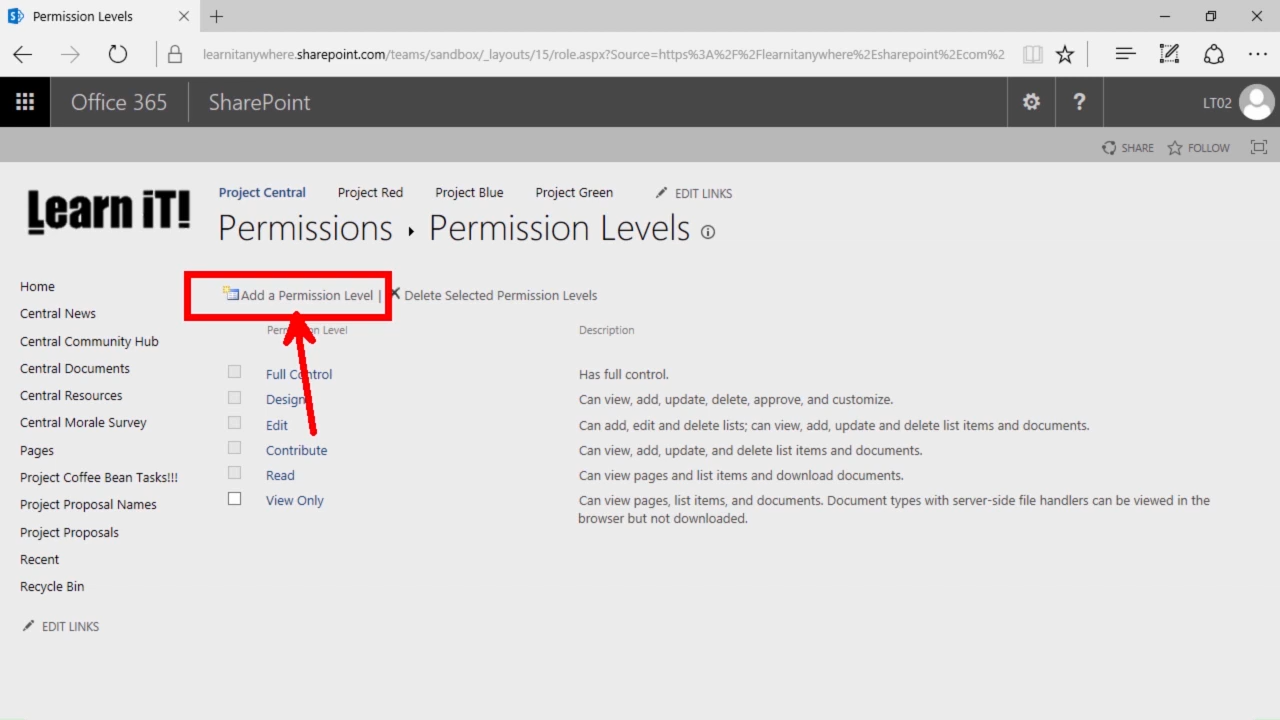 Permission Levels
learnitanywhere.sharepoint.com/teams/sandbox/_layouts/15/role.aspx?Source=https%3A%2F%2Flearnitanywhere%2Esharepoint%2Ecom%2
Office 365 SharePoint ? LT02
SHARE FOLLOW
Learn iT!
Project Central Project Red Project Blue Project Green EDIT LINKS
Permissions ▸ Permission Levels
Add a Permission Level | Delete Selected Permission Levels
Permission Level Description
Full Control Has full control.
Design Can view, add, update, delete, approve, and customize.
Edit Can add, edit and delete lists; can view, add, update and delete list items and documents.
Contribute Can view, add, update, and delete list items and documents.
Read Can view pages and list items and download documents.
View Only Can view pages, list items, and documents. Document types with server-side file handlers can be viewed in the
browser but not downloaded.
Home
Central News
Central Community Hub
Central Documents
Central Resources
Central Morale Survey
Pages
Project Coffee Bean Tasks!!!
Project Proposal Names
Project Proposals
Recent
Recycle Bin
EDIT LINKS